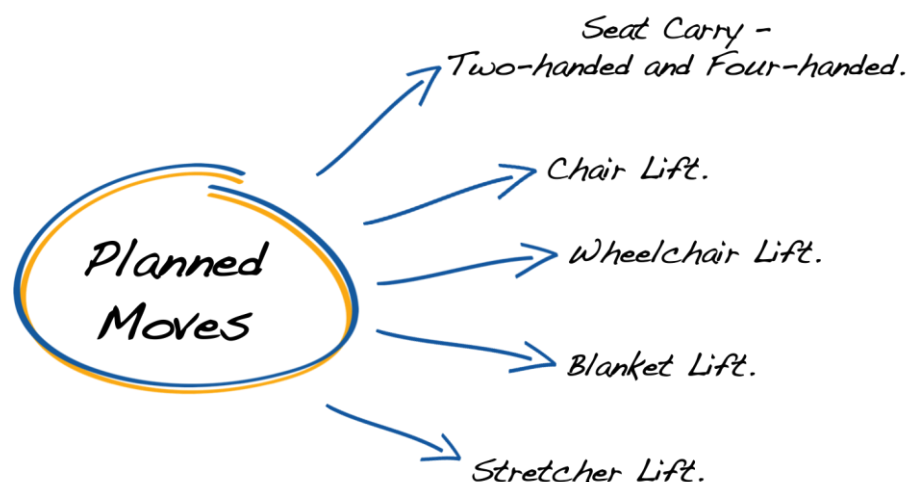 Planned
Moves
Seat Carry -
Two-handed and Four-handed.
Chair Lift.
Wheelchair Lift.
Blanket Lift.
Stretcher Lift.